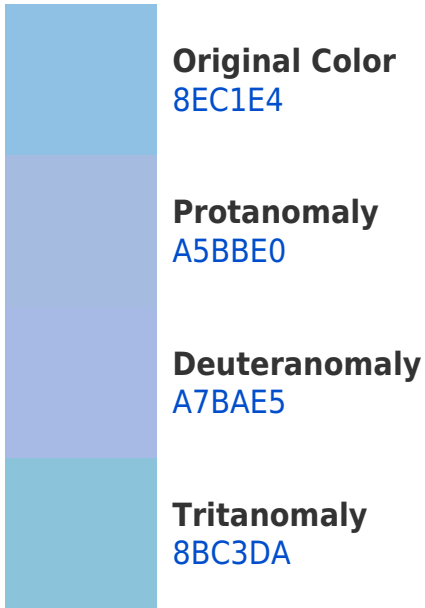 Original Color
8EC1E4
Protanomaly
A5BBE0
Deuteranomaly
A7BAE5
Tritanomaly
8BC3DA